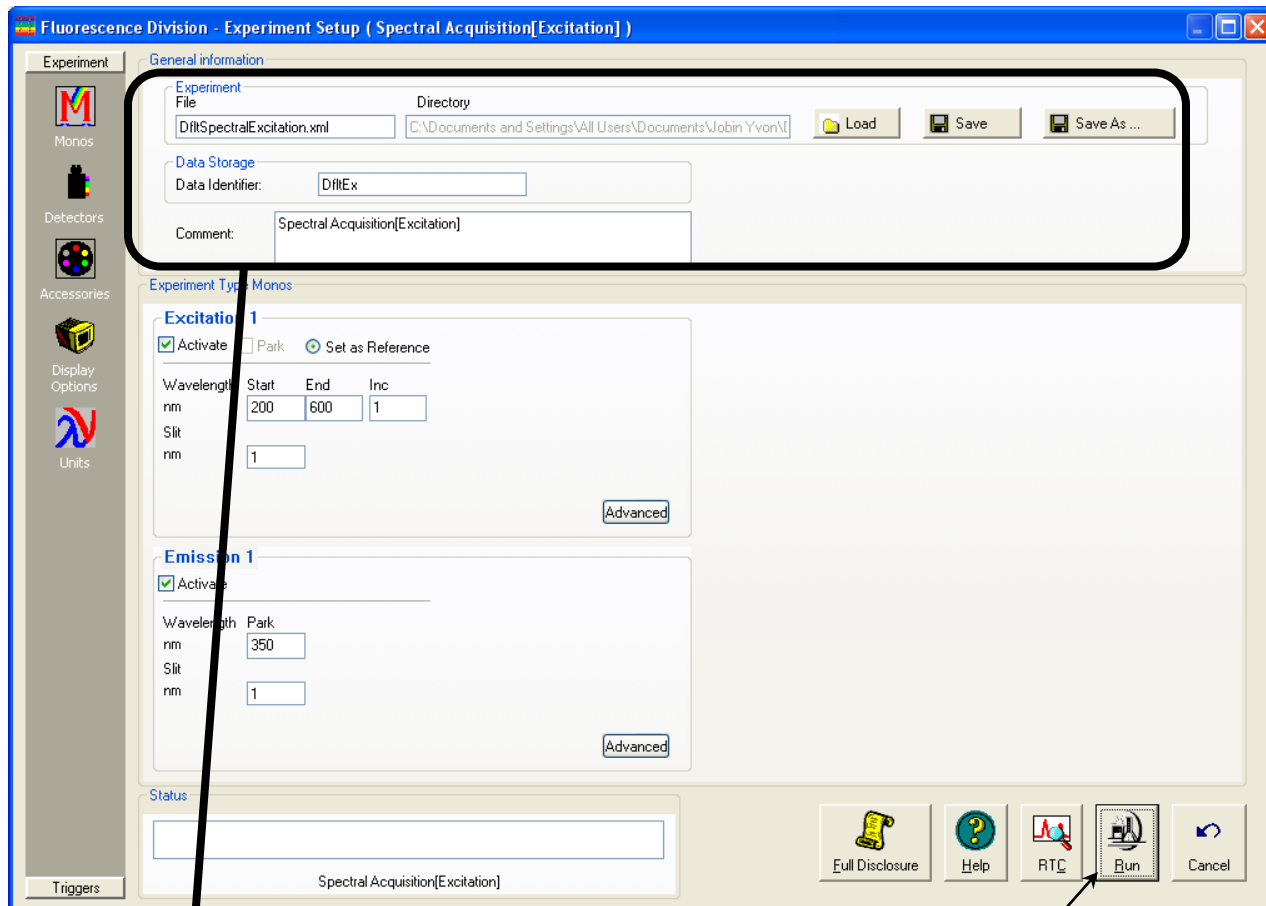 Fluorescence Division - Experiment Setup ( Spectral Acquisition[Excitation] )
Experiment
Monos
Detectors
Accessories
Display
Options
Units
Triggers
General information
Experiment
File Directory
DfltSpectralExcitation.xml C:\Documents and Settings\All Users\Documents\Jobin Yvon\ Load Save Save As ...
Data Storage
Data Identifier: DfltEx
Comment: Spectral Acquisition[Excitation]
Experiment Type Monos
Excitation 1
Activate Park Set as Reference
Wavelength Start End Inc
nm 200 600 1
Slit
nm 1
Advanced
Emission 1
Activate
Wavelength Park
nm 350
Slit
nm 1
Advanced
Status
Spectral Acquisition[Excitation]
Full Disclosure Help RTC Run Cancel